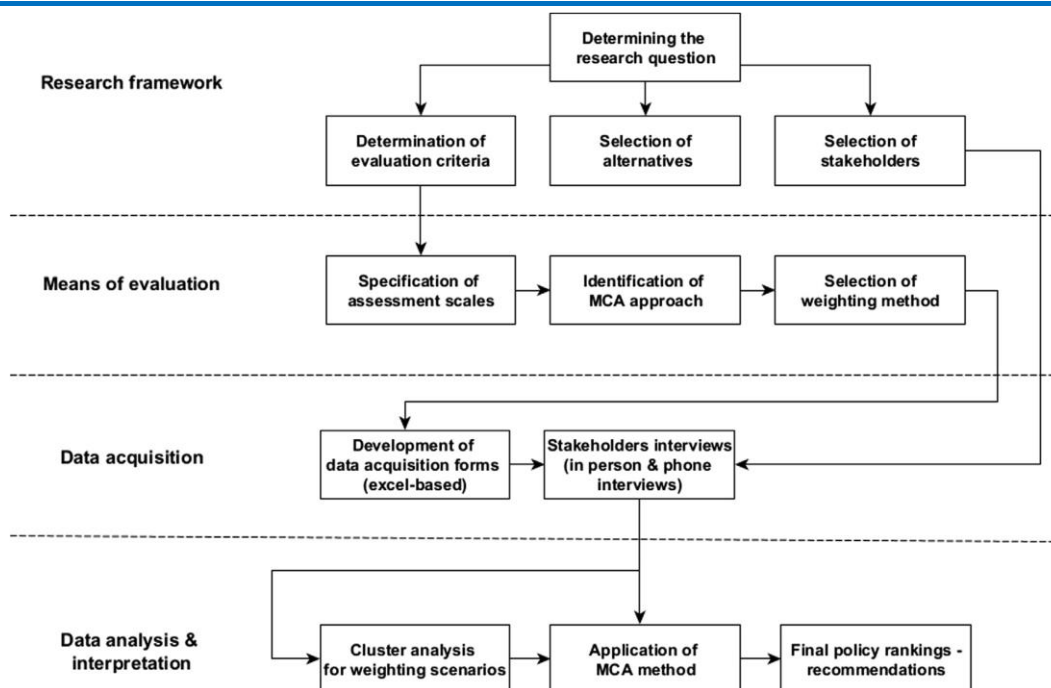 Determining the
research question
Research framework
Determination of
evaluation criteria
Selection of
alternatives
Selection of
stakeholders
Means of evaluation
Specification of
assessment scales
Identification of
MCA approach
Selection of
weighting method
Data acquisition
Development of
data acquisition forms
(excel-based)
Stakeholders interviews
(in person & phone
interviews)
Data analysis &
interpretation
Cluster analysis
for weighting scenarios
Application of
MCA method
Final policy rankings -
recommendations